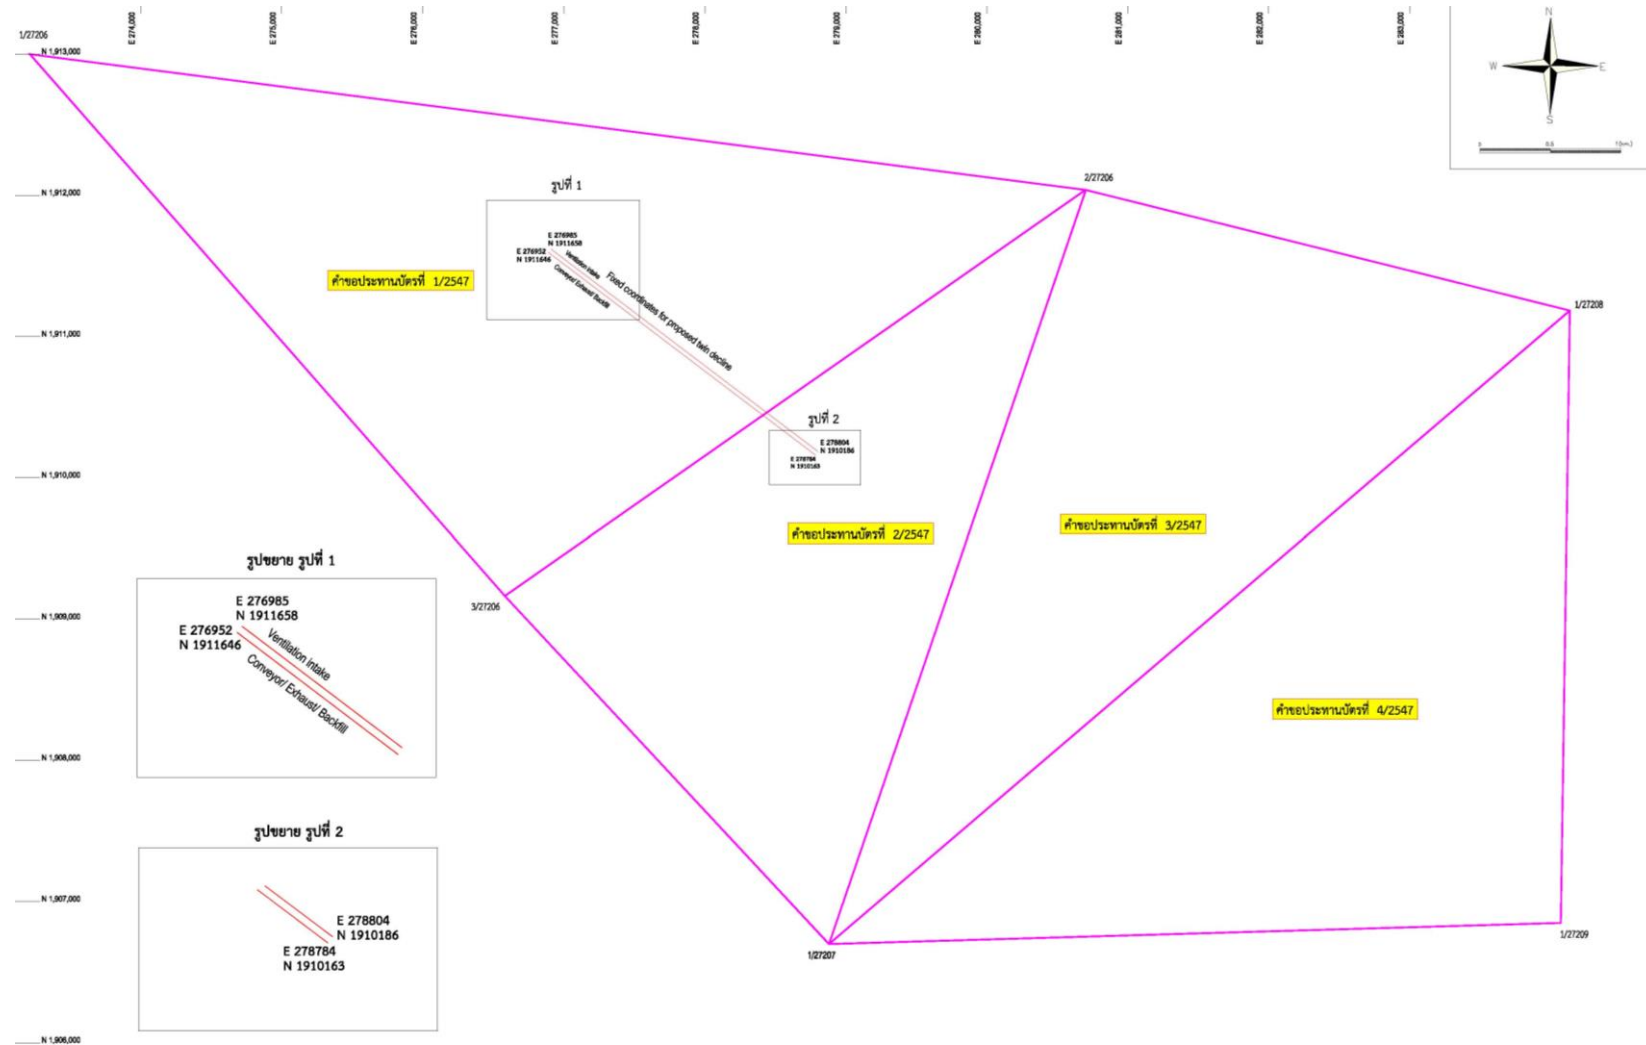 E 274,000
E 275,000
E 276,000
E 277,000
E 278,000
E 279,000
E 280,000
E 281,000
E 282,000
E 283,000
N
W
E
S
1/27206
N 1,913,000
2/27206
N 1,912,000
รูปที่ 1
E 276985
N 1911658
E 276952
N 1911646
Ventilation intake
Conveyor/ Exhaust/ Backfill
Fixed coordinates for proposed twin decline
คำขอประทานบัตรที่ 1/2547
1/27208
N 1,911,000
รูปที่ 2
E 278804
N 1910186
E 278784
N 1910163
N 1,910,000
คำขอประทานบัตรที่ 2/2547
คำขอประทานบัตรที่ 3/2547
รูปขยาย รูปที่ 1
3/27206
N 1,909,000
E 276985
N 1911658
E 276952
N 1911646
Ventilation intake
Conveyor/ Exhaust/ Backfill
คำขอประทานบัตรที่ 4/2547
N 1,908,000
รูปขยาย รูปที่ 2
N 1,907,000
E 278804
N 1910186
E 278784
N 1910163
1/27207
1/27209
N 1,906,000